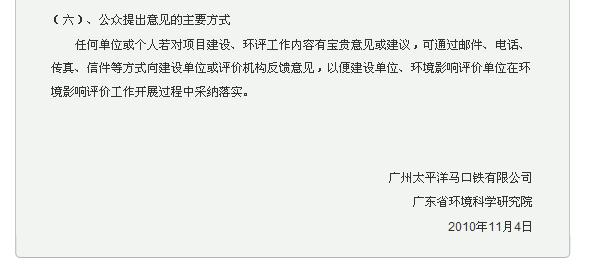 （六）、公众提出意见的主要方式
任何单位或个人若对项目建设、环评工作内容有宝贵意见或建议，可通过邮件、电话、
传真、信件等方式向建设单位或评价机构反馈意见，以便建设单位、环境影响评价单位在环
境影响评价工作开展过程中采纳落实。
广州太平洋马口铁有限公司
广东省环境科学研究院
2010年11月4日